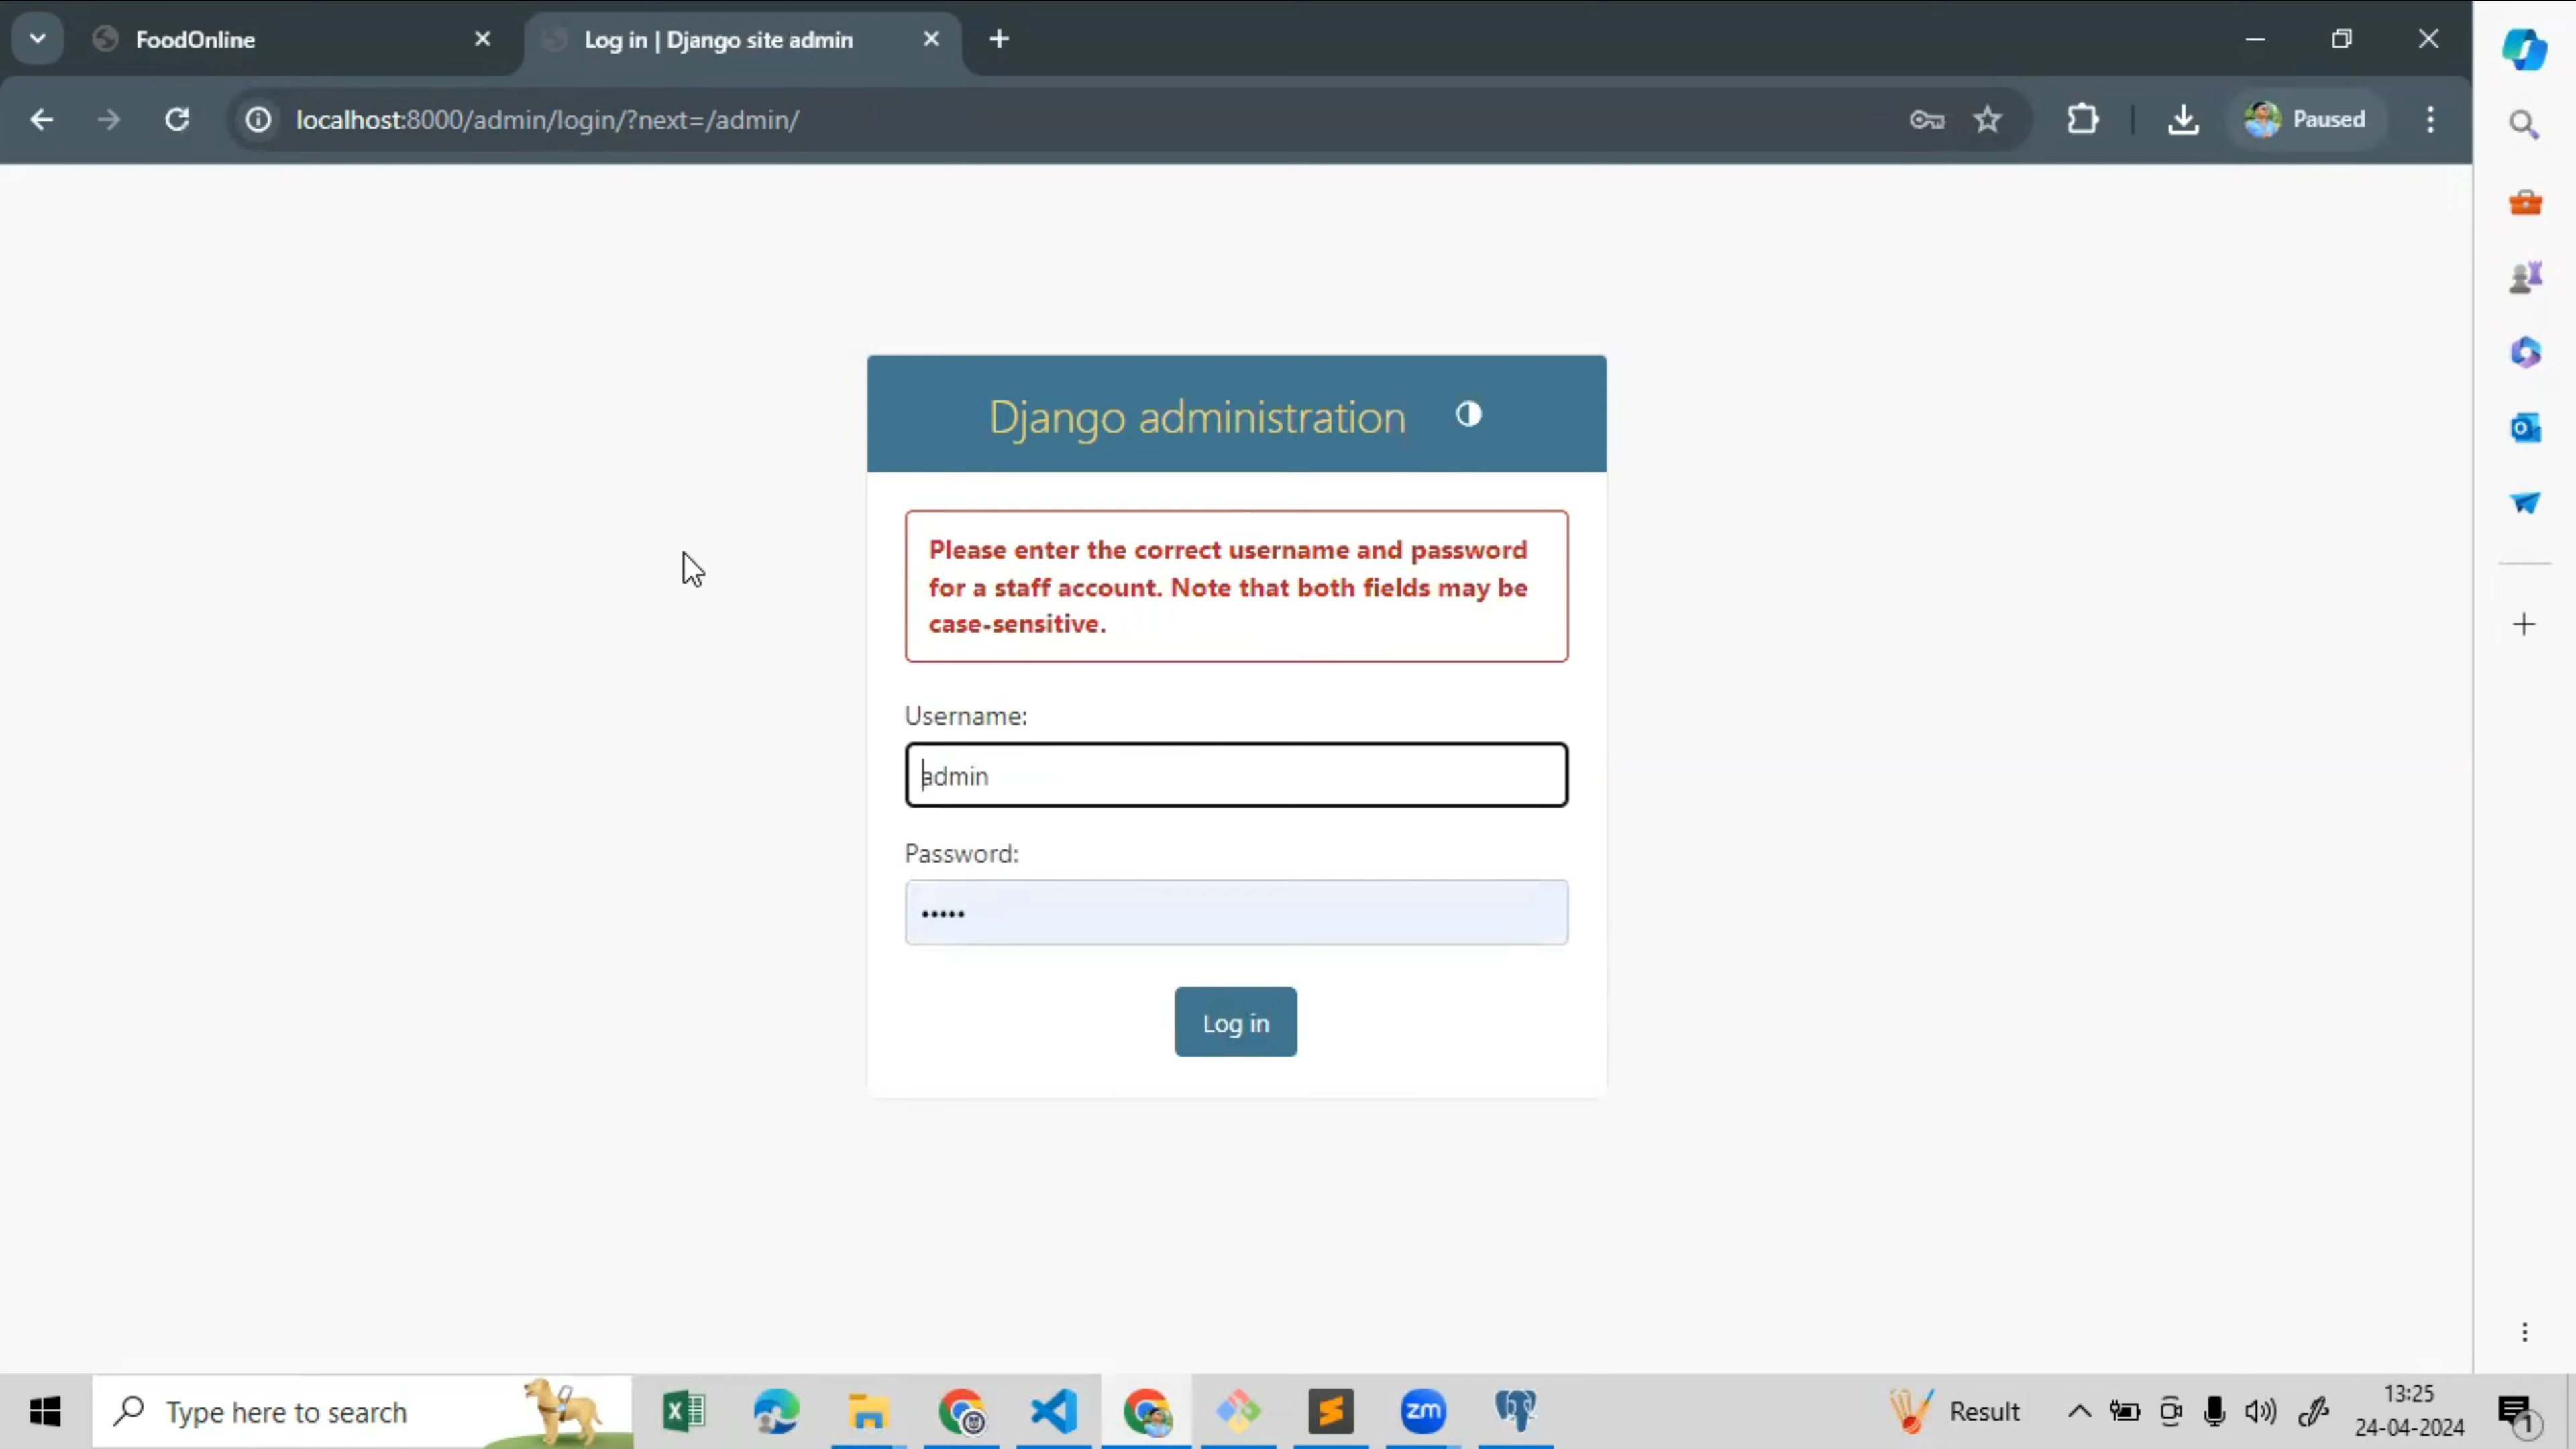 FoodOnline
Log in | Django site admin
localhost:8000/admin/login/?next=/admin/
Paused
Django administration
Please enter the correct username and password
for a staff account. Note that both fields may be
case-sensitive.
Username:
admin
Password:
•••••
Log in
Type here to search
zm
Result
13:25
24-04-2024
1